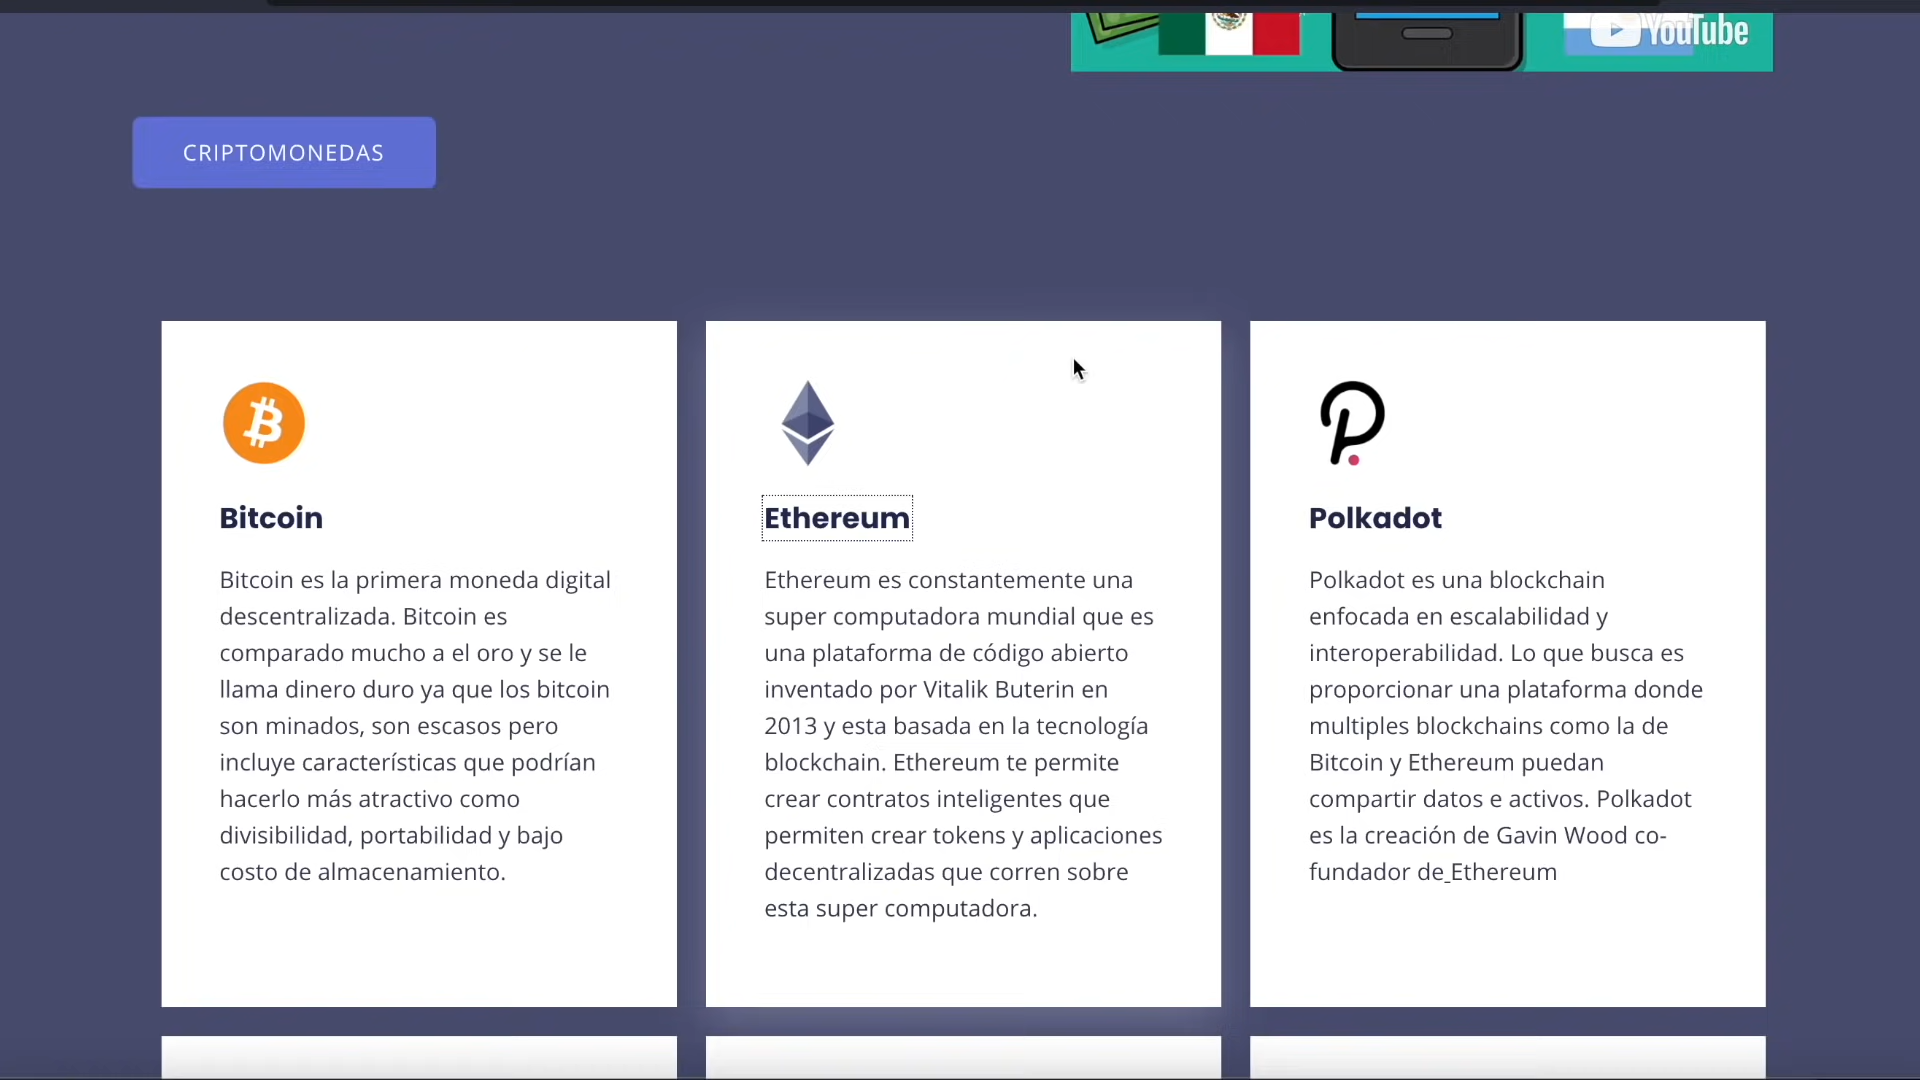 YouTube
CRIPTOMONEDAS
Bitcoin
Bitcoin es la primera moneda digital
descentralizada. Bitcoin es
comparado mucho a el oro y se le
llama dinero duro ya que los bitcoin
son minados, son escasos pero
incluye características que podrían
hacerlo más atractivo como
divisibilidad, portabilidad y bajo
costo de almacenamiento.
Ethereum
Ethereum es constantemente una
super computadora mundial que es
una plataforma de código abierto
inventado por Vitalik Buterin en
2013 y esta basada en la tecnología
blockchain. Ethereum te permite
crear contratos inteligentes que
permiten crear tokens y aplicaciones
decentralizadas que corren sobre
esta super computadora.
Polkadot
Polkadot es una blockchain
enfocada en escalabilidad y
interoperabilidad. Lo que busca es
proporcionar una plataforma donde
multiples blockchains como la de
Bitcoin y Ethereum puedan
compartir datos e activos. Polkadot
es la creación de Gavin Wood co-
fundador de Ethereum